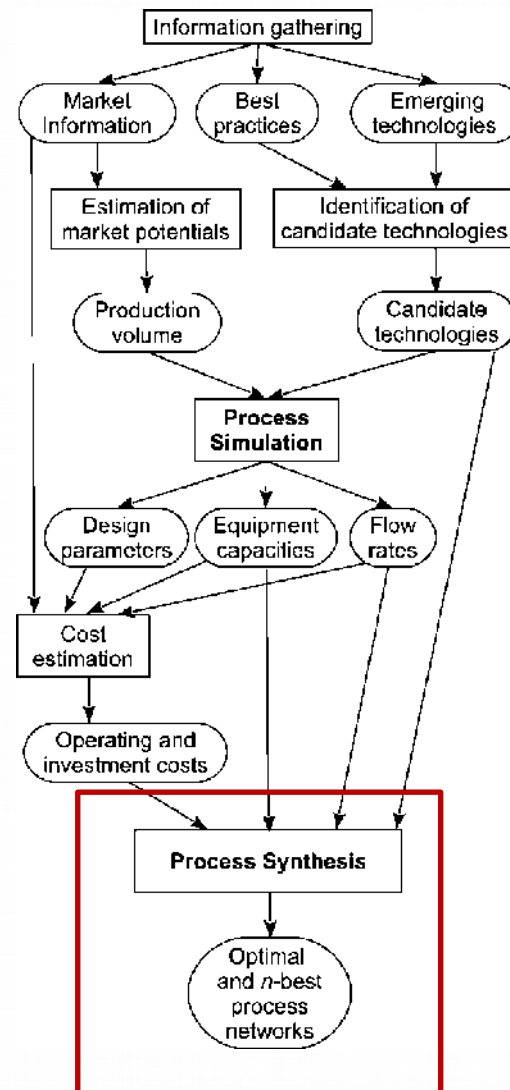 Information gathering
Market
Information
Best
practices
Emerging
technologies
Estimation of
market potentials
Identification of
candidate technologies
Production
volume
Candidate
technologies
Process
Simulation
Design
parameters
Equipment
capacities
Flow
rates
Cost
estimation
Operating and
investment costs
Process Synthesis
Optimal
and n-best
process
networks